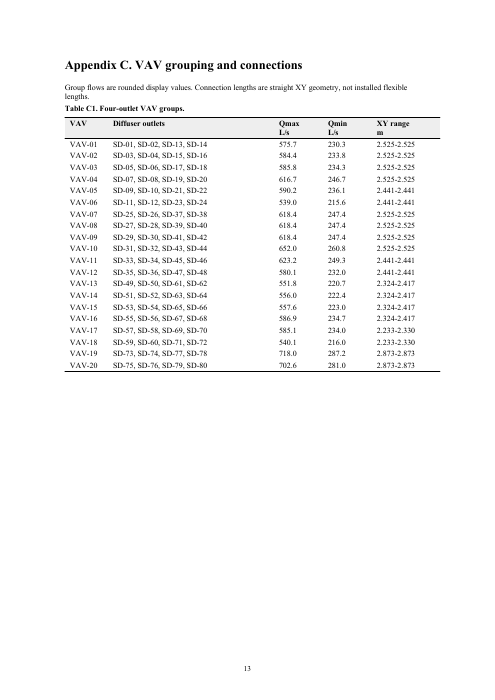 Appendix C. VAV grouping and connections
Group flows are rounded display values. Connection lengths are straight XY geometry, not installed flexible
lengths.
Table C1. Four-outlet VAV groups.
VAV Diffuser outlets Qmax Qmin XY range
L/s L/s m
VAV-01 SD-01, SD-02, SD-13, SD-14 575.7 230.3 2.525-2.525
VAV-02 SD-03, SD-04, SD-15, SD-16 584.4 233.8 2.525-2.525
VAV-03 SD-05, SD-06, SD-17, SD-18 585.8 234.3 2.525-2.525
VAV-04 SD-07, SD-08, SD-19, SD-20 616.7 246.7 2.525-2.525
VAV-05 SD-09, SD-10, SD-21, SD-22 590.2 236.1 2.441-2.441
VAV-06 SD-11, SD-12, SD-23, SD-24 539.0 215.6 2.441-2.441
VAV-07 SD-25, SD-26, SD-37, SD-38 618.4 247.4 2.525-2.525
VAV-08 SD-27, SD-28, SD-39, SD-40 618.4 247.4 2.525-2.525
VAV-09 SD-29, SD-30, SD-41, SD-42 618.4 247.4 2.525-2.525
VAV-10 SD-31, SD-32, SD-43, SD-44 652.0 260.8 2.525-2.525
VAV-11 SD-33, SD-34, SD-45, SD-46 623.2 249.3 2.441-2.441
VAV-12 SD-35, SD-36, SD-47, SD-48 580.1 232.0 2.441-2.441
VAV-13 SD-49, SD-50, SD-61, SD-62 551.8 220.7 2.324-2.417
VAV-14 SD-51, SD-52, SD-63, SD-64 556.0 222.4 2.324-2.417
VAV-15 SD-53, SD-54, SD-65, SD-66 557.6 223.0 2.324-2.417
VAV-16 SD-55, SD-56, SD-67, SD-68 586.9 234.7 2.324-2.417
VAV-17 SD-57, SD-58, SD-69, SD-70 585.1 234.0 2.233-2.330
VAV-18 SD-59, SD-60, SD-71, SD-72 540.1 216.0 2.233-2.330
VAV-19 SD-73, SD-74, SD-77, SD-78 718.0 287.2 2.873-2.873
VAV-20 SD-75, SD-76, SD-79, SD-80 702.6 281.0 2.873-2.873
13